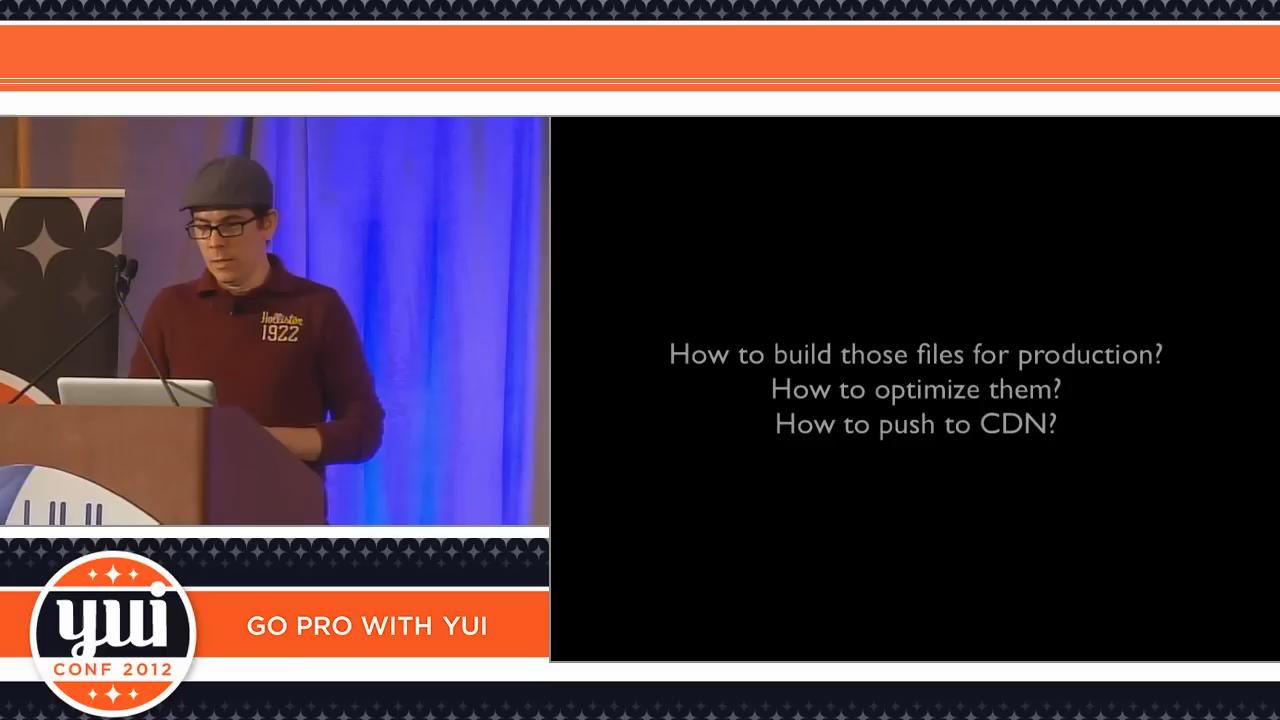 Hollister
1922
How to build those files for production?
How to optimize them?
How to push to CDN?
yui
CONF 2012
GO PRO WITH YUI